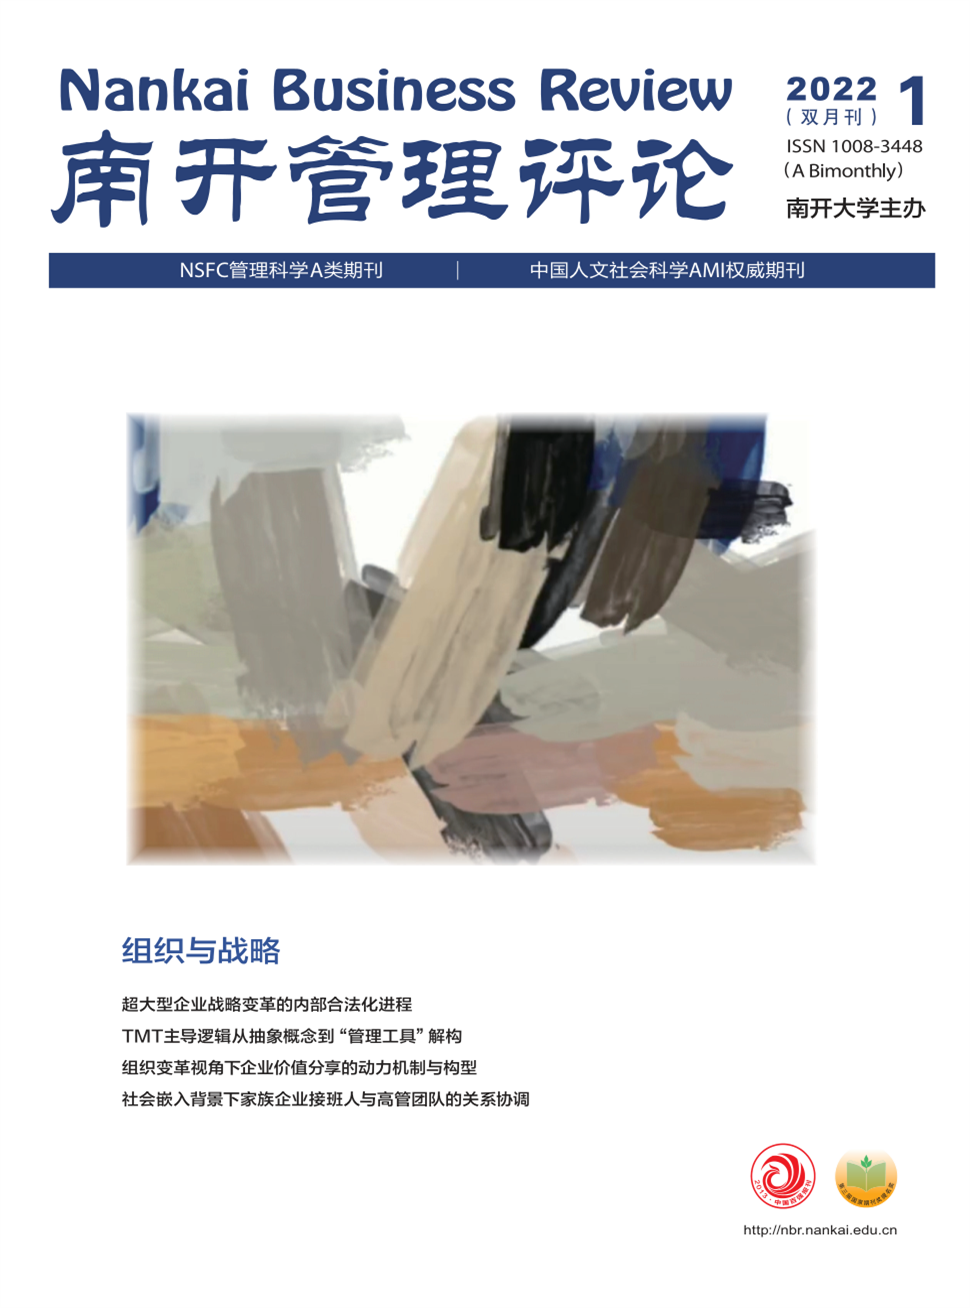 Nankai Business Review
南开管理评论
2022 1
(双月刊)
ISSN 1008-3448
(A Bimonthly)
南开大学主办
NSFC管理科学A类期刊 | 中国人文社会科学AMI权威期刊
组织与战略
超大型企业战略变革的内部合法化进程
TMT主导逻辑从抽象概念到“管理工具”解构
组织变革视角下企业价值分享的动力机制与构型
社会嵌入背景下家族企业接班人与高管团队的关系协调
2013·中国百强报刊
http://nbr.nankai.edu.cn